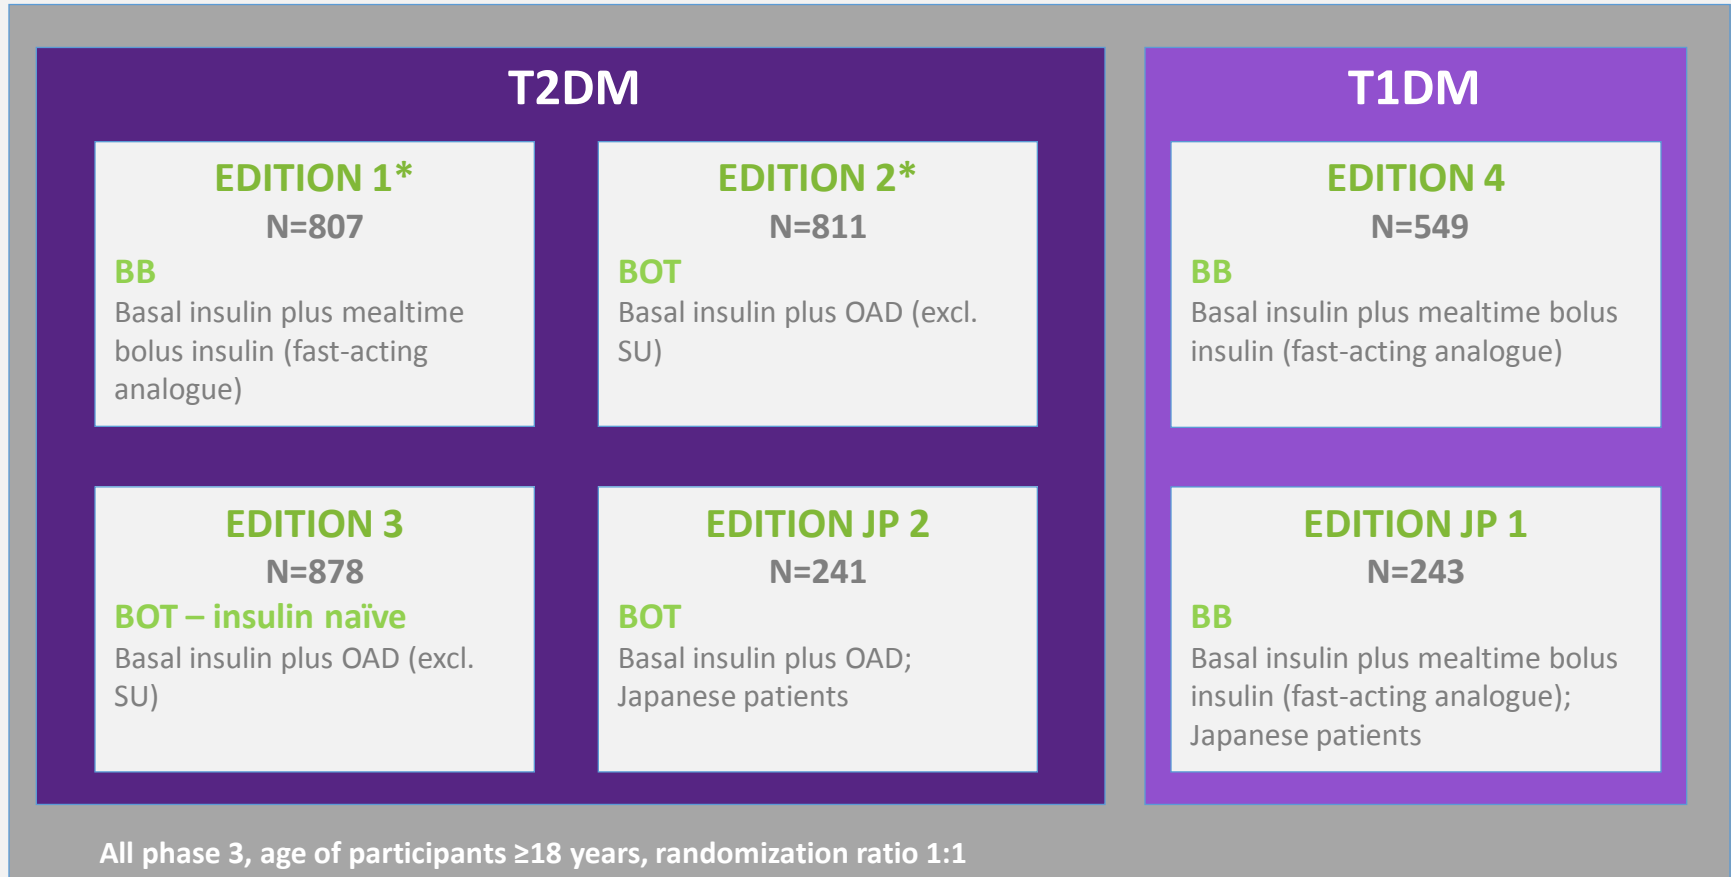 T2DM
EDITION 1*
N=807
BB
Basal insulin plus mealtime
bolus insulin (fast-acting
analogue)
EDITION 2*
N=811
BOT
Basal insulin plus OAD (excl.
SU)
EDITION 3
N=878
BOT – insulin naïve
Basal insulin plus OAD (excl.
SU)
EDITION JP 2
N=241
BOT
Basal insulin plus OAD;
Japanese patients
T1DM
EDITION 4
N=549
BB
Basal insulin plus mealtime bolus
insulin (fast-acting analogue)
EDITION JP 1
N=243
BB
Basal insulin plus mealtime bolus
insulin (fast-acting analogue);
Japanese patients
All phase 3, age of participants ≥18 years, randomization ratio 1:1